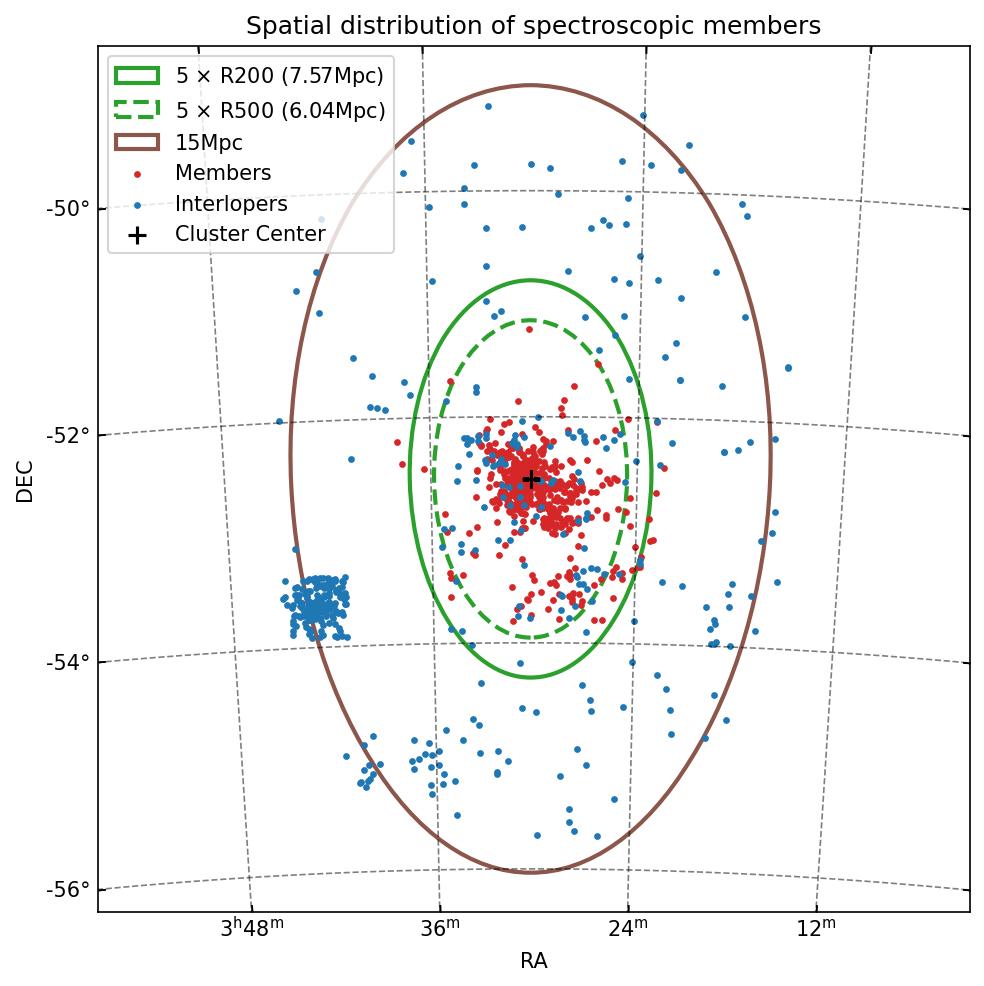 Spatial distribution of spectroscopic members
5 × R200 (7.57Mpc)
5 × R500 (6.04Mpc)
15Mpc
Members
Interlopers
Cluster Center
-50°
-52°
-54°
-56°
DEC
3ʰ48ᵐ 36ᵐ 24ᵐ 12ᵐ
RA